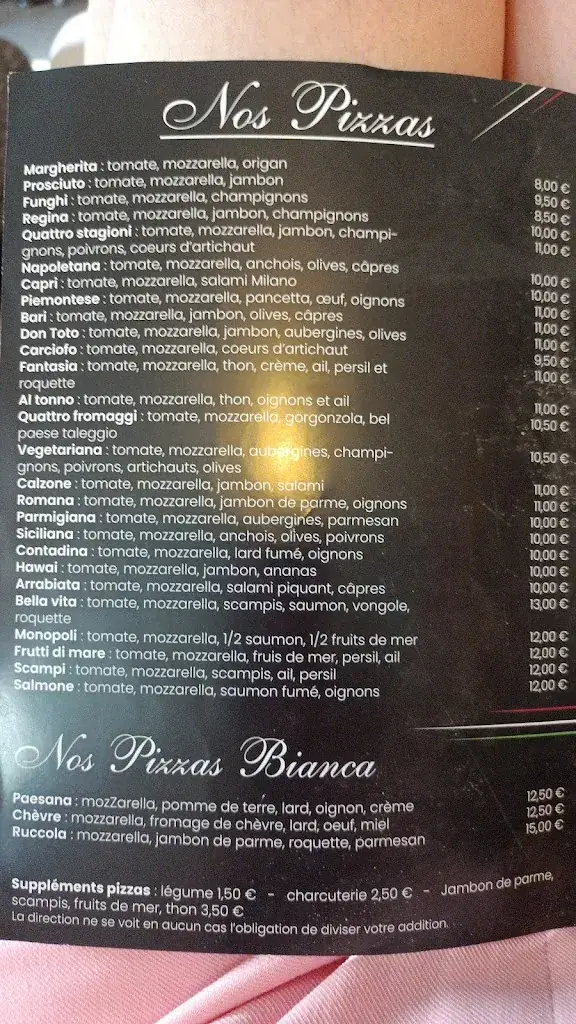 Nos Pizzas
Margherita : tomate, mozzarella, origan 8,00 €
Prosciuto : tomate, mozzarella, jambon 9,50 €
Funghi : tomate, mozzarella, champignons 8,50 €
Regina : tomate, mozzarella, jambon, champignons 10,00 €
Quattro stagioni : tomate, mozzarella, jambon, champi- 11,00 €
gnons, poivrons, coeurs d'artichaut
Napoletana : tomate, mozzarella, anchois, olives, câpres 10,00 €
Capri : tomate, mozzarella, salami Milano 10,00 €
Piemontese : tomate, mozzarella, pancetta, œuf, oignons 11,00 €
Bari : tomate, mozzarella, jambon, olives, câpres 11,00 €
Don Toto : tomate, mozzarella, jambon, aubergines, olives 11,00 €
Carciofo : tomate, mozzarella, coeurs d'artichaut 9,50 €
Fantasia : tomate, mozzarella, thon, crème, ail, persil et 11,00 €
roquette
Al tonno : tomate, mozzarella, thon, oignons et ail 11,00 €
Quattro fromaggi : tomate, mozzarella, gorgonzola, bel 10,50 €
paese taleggio
Vegetariana : tomate, mozzarella, aubergines, champi- 10,50 €
gnons, poivrons, artichauts, olives
Calzone : tomate, mozzarella, jambon, salami 11,00 €
Romana : tomate, mozzarella, jambon de parme, oignons 11,00 €
Parmigiana : tomate, mozzarella, aubergines, parmesan 10,00 €
Siciliana : tomate, mozzarella, anchois, olives, poivrons 10,00 €
Contadina : tomate, mozzarella, lard fumé, oignons 10,00 €
Hawai : tomate, mozzarella, jambon, ananas 10,00 €
Arrabiata : tomate, mozzarella, salami piquant, câpres 10,00 €
Bella vita : tomate, mozzarella, scampis, saumon, vongole, 13,00 €
roquette
Monopoli : tomate, mozzarella, 1/2 saumon, 1/2 fruits de mer 12,00 €
Frutti di mare : tomate, mozzarella, fruis de mer, persil, ail 12,00 €
Scampi : tomate, mozzarella, scampis, ail, persil 12,00 €
Salmone : tomate, mozzarella, saumon fumé, oignons 12,00 €
Nos Pizzas Bianca
Paesana : mozZarella, pomme de terre, lard, oignon, crème 12,50 €
Chèvre : mozzarella, fromage de chèvre, lard, oeuf, miel 12,50 €
Ruccola : mozzarella, jambon de parme, roquette, parmesan 15,00 €
Suppléments pizzas : légume 1,50 € - charcuterie 2,50 € - Jambon de parme,
scampis, fruits de mer, thon 3,50 €
La direction ne se voit en aucun cas l'obligation de diviser votre addition.